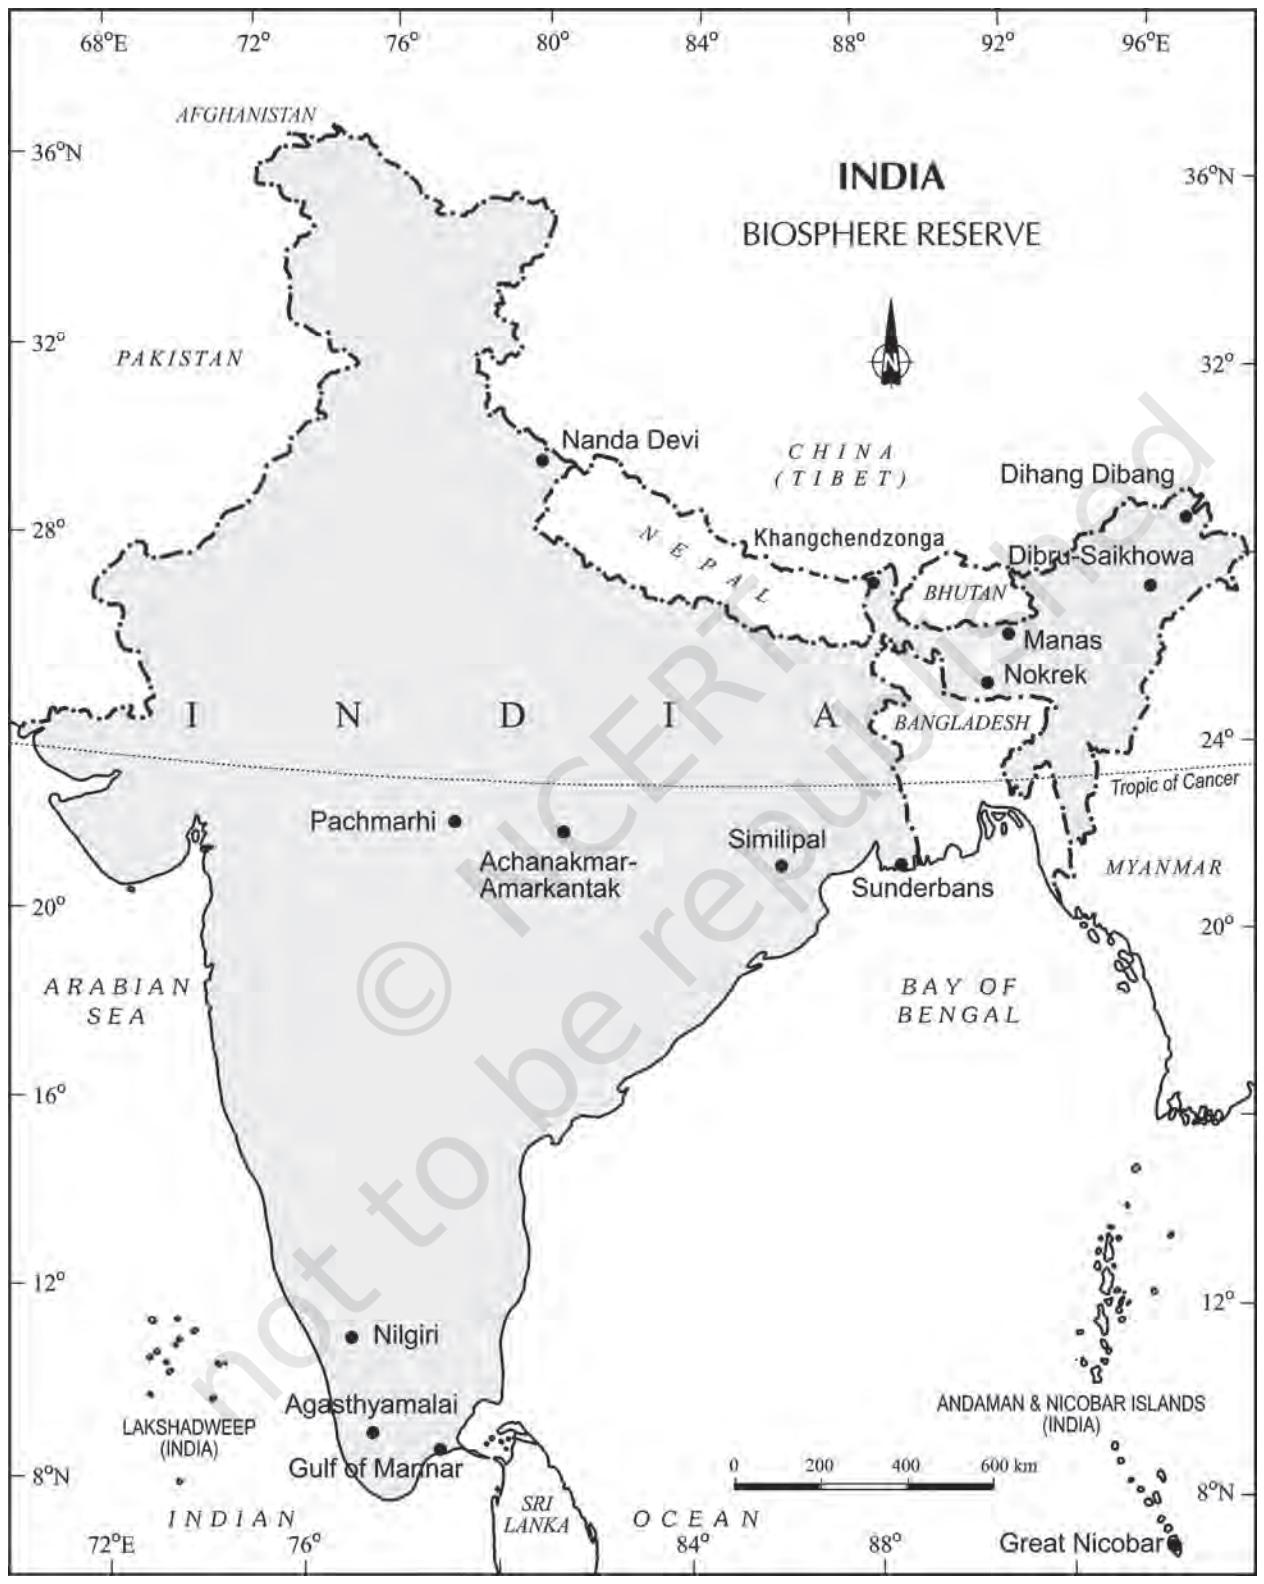 68°E 72° 76° 80° 84° 88° 92° 96°E
AFGHANISTAN
36°N
INDIA
36°N
BIOSPHERE RESERVE
N
32°
PAKISTAN
32°
Nanda Devi
CHINA
(TIBET)
Dihang Dibang
28°
NEPAL
Khangchendzonga
Dibru-Saikhowa
BHUTAN
Manas
Nokrek
INDIA
BANGLADESH
24°
Tropic of Cancer
Pachmarhi
Achanakmar-
Amarkantak
Similipal
Sunderbans
MYANMAR
20°
20°
ARABIAN
SEA
BAY OF
BENGAL
16°
12°
12°
Nilgiri
Agasthyamalai
LAKSHADWEEP
(INDIA)
ANDAMAN & NICOBAR ISLANDS
(INDIA)
Gulf of Mannar
8°N
0 200 400 600 km
8°N
SRI
LANKA
INDIAN OCEAN
Great Nicobar
72°E 76° 84° 88°
© NCERT
not to be republished